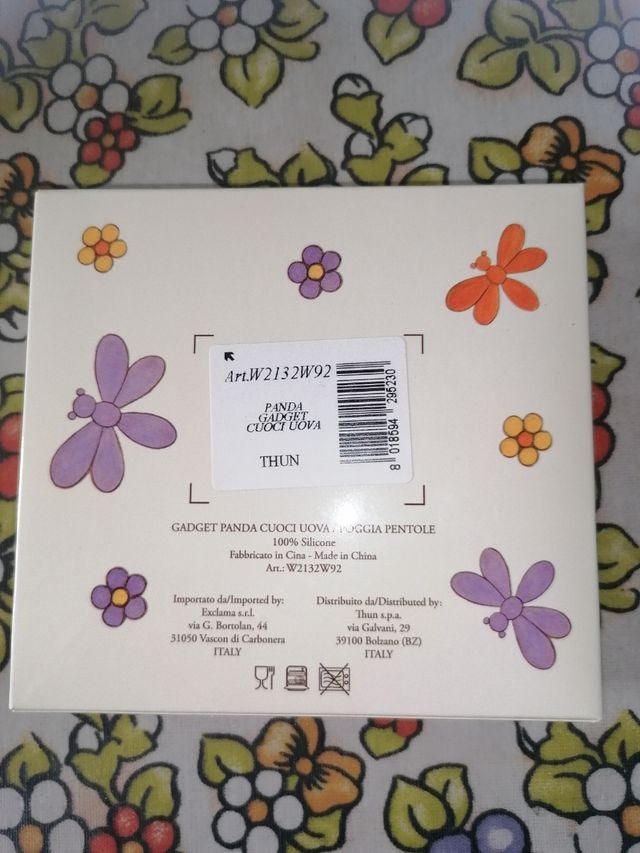 Art.W2132W92
PANDA
GADGET
CUOCI UOVA
THUN
8 018594 295230
GADGET PANDA CUOCI UOVA / POGGIA PENTOLE
100% Silicone
Fabbricato in Cina - Made in China
Art.: W2132W92
Importato da/Imported by:
Exclama s.r.l.
via G. Bortolan, 44
31050 Vascon di Carbonera
ITALY
Distribuito da/Distributed by:
Thun s.p.a.
via Galvani, 29
39100 Bolzano (BZ)
ITALY